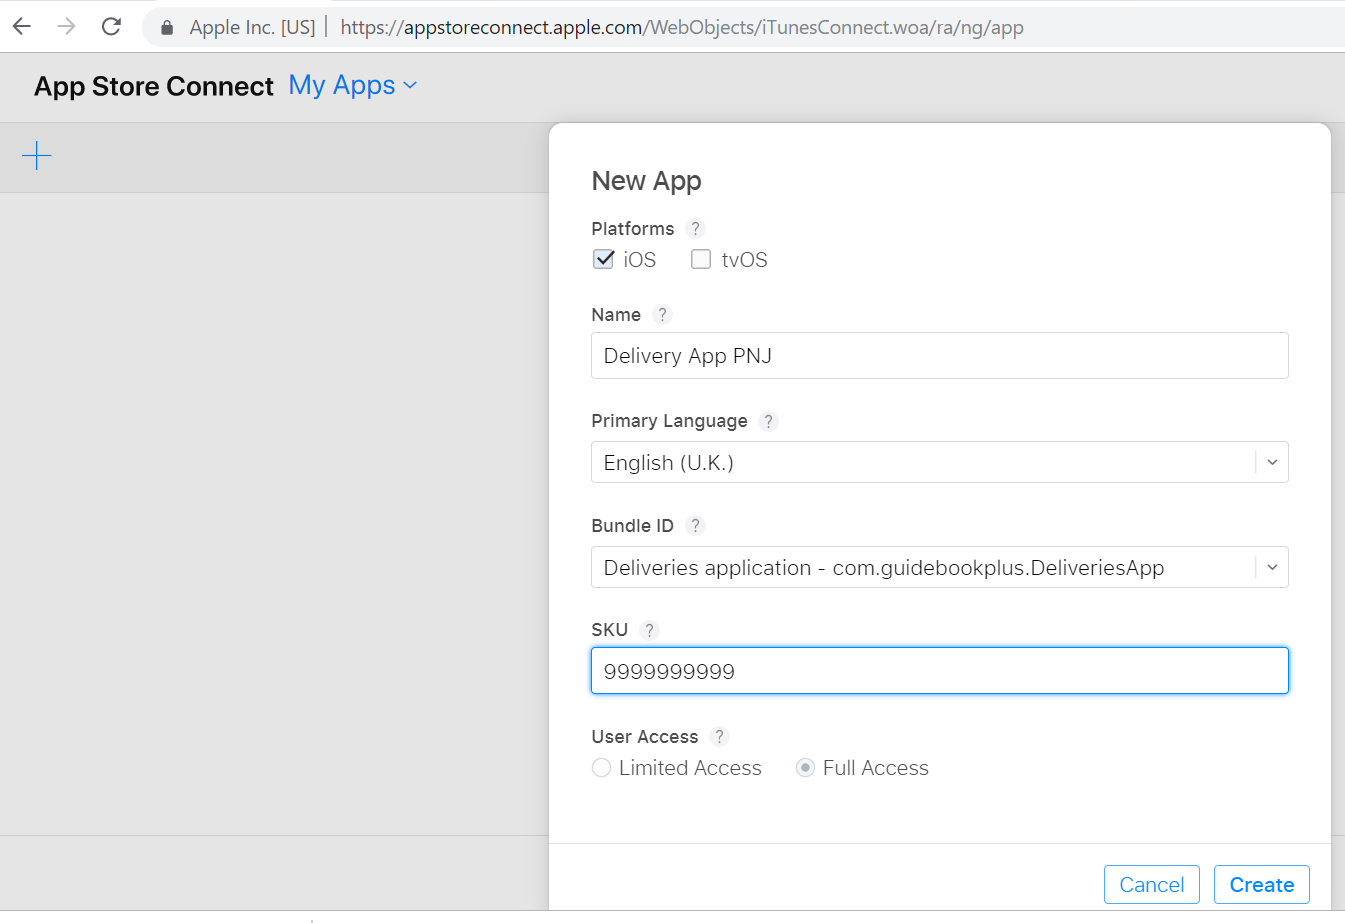 Apple Inc. [US] | https://appstoreconnect.apple.com/WebObjects/iTunesConnect.woa/ra/ng/app
App Store Connect My Apps
New App
Platforms ?
iOS tvOS
Name ?
Delivery App PNJ
Primary Language ?
English (U.K.)
Bundle ID ?
Deliveries application - com.guidebookplus.DeliveriesApp
SKU ?
9999999999
User Access ?
Limited Access Full Access
Cancel Create